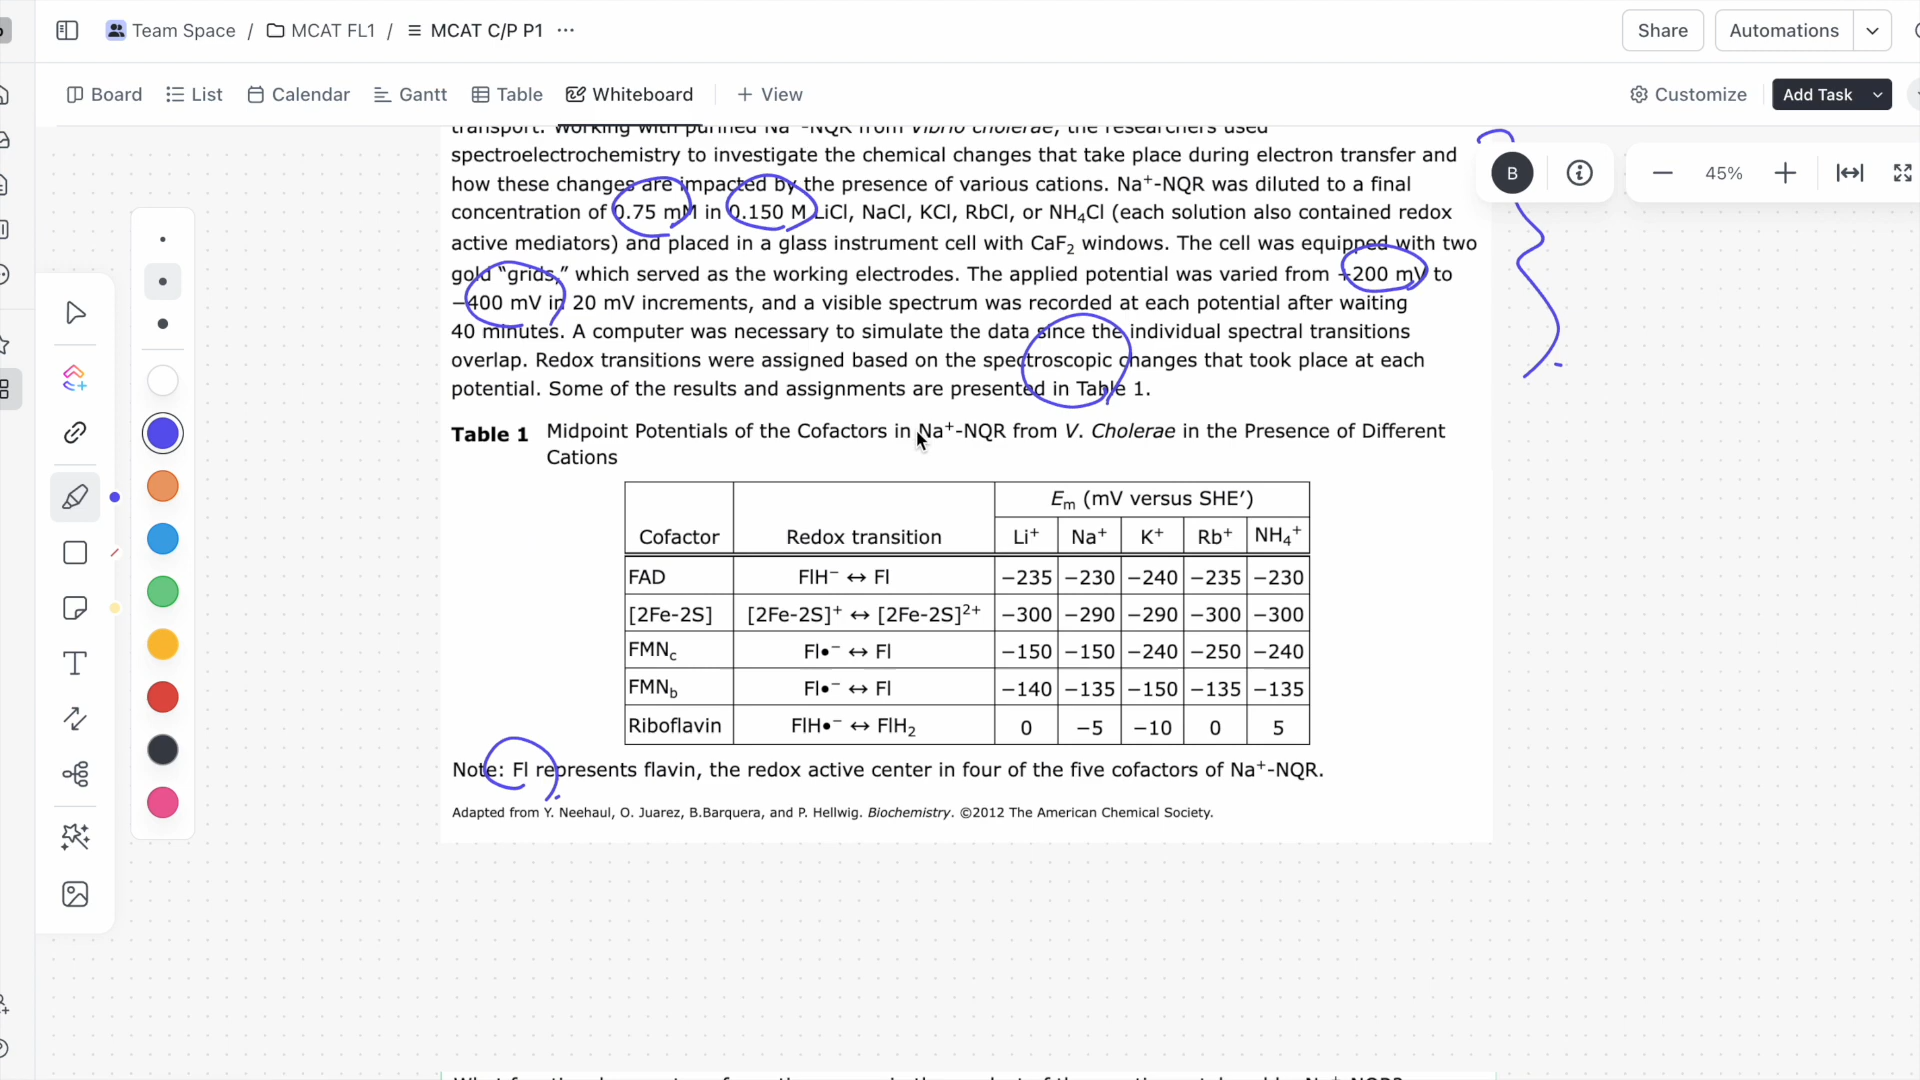 Team Space / MCAT FL1 / MCAT C/P P1 ...
Share
Automations
Board
List
Calendar
Gantt
Table
Whiteboard
+ View
Customize
Add Task
transport. Working with purified Na⁺-NQR from Vibrio cholerae, the researchers used
spectroelectrochemistry to investigate the chemical changes that take place during electron transfer and
how these changes are impacted by the presence of various cations. Na⁺-NQR was diluted to a final
concentration of 0.75 mM in 0.150 M LiCl, NaCl, KCl, RbCl, or NH₄Cl (each solution also contained redox
active mediators) and placed in a glass instrument cell with CaF₂ windows. The cell was equipped with two
gold “grids,” which served as the working electrodes. The applied potential was varied from +200 mV to
−400 mV in 20 mV increments, and a visible spectrum was recorded at each potential after waiting
40 minutes. A computer was necessary to simulate the data since the individual spectral transitions
overlap. Redox transitions were assigned based on the spectroscopic changes that took place at each
potential. Some of the results and assignments are presented in Table 1.
B
45%
Table 1 Midpoint Potentials of the Cofactors in Na⁺-NQR from V. Cholerae in the Presence of Different
Cations
Eₘ (mV versus SHE′)
Cofactor Redox transition Li⁺ Na⁺ K⁺ Rb⁺ NH₄⁺
FAD FlH⁻ ↔ Fl −235 −230 −240 −235 −230
[2Fe-2S] [2Fe-2S]⁺ ↔ [2Fe-2S]²⁺ −300 −290 −290 −300 −300
FMNc Fl•⁻ ↔ Fl −150 −150 −240 −250 −240
FMNb Fl•⁻ ↔ Fl −140 −135 −150 −135 −135
Riboflavin FlH•⁻ ↔ FlH₂ 0 −5 −10 0 5
Note: Fl represents flavin, the redox active center in four of the five cofactors of Na⁺-NQR.
Adapted from Y. Neehaul, O. Juarez, B.Barquera, and P. Hellwig. Biochemistry. ©2012 The American Chemical Society.